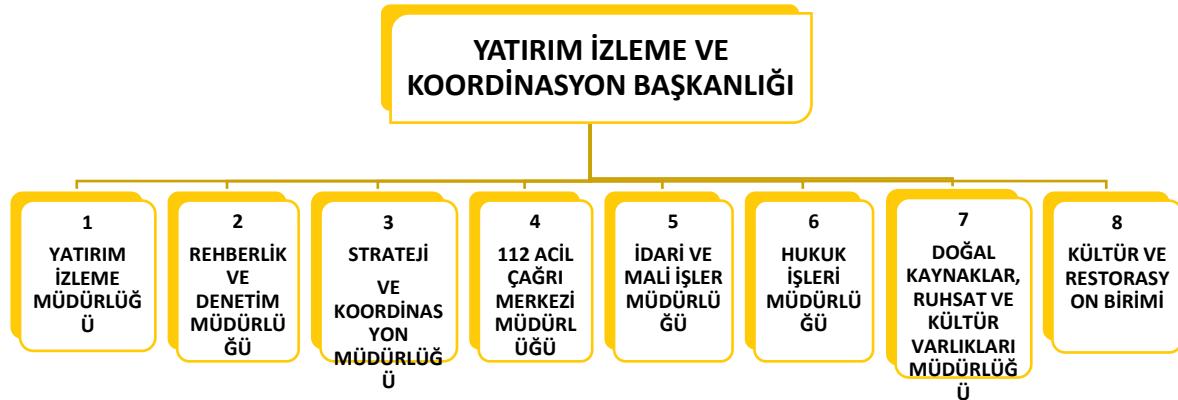 YATIRIM İZLEME VE
KOORDİNASYON BAŞKANLIĞI
1
YATIRIM
İZLEME
MÜDÜRLÜĞ
Ü
2
REHBERLİK
VE
DENETİM
MÜDÜRLÜ
ĞÜ
3
STRATEJİ
VE
KOORDİNAS
YON
MÜDÜRLÜĞ
Ü
4
112 ACİL
ÇAĞRI
MERKEZİ
MÜDÜRL
ÜĞÜ
5
İDARİ VE
MALİ İŞLER
MÜDÜRLÜ
ĞÜ
6
HUKUK
İŞLERİ
MÜDÜRLÜ
ĞÜ
7
DOĞAL
KAYNAKLAR,
RUHSAT VE
KÜLTÜR
VARLIKLARI
MÜDÜRLÜĞ
Ü
8
KÜLTÜR VE
RESTORASY
ON BİRİMİ